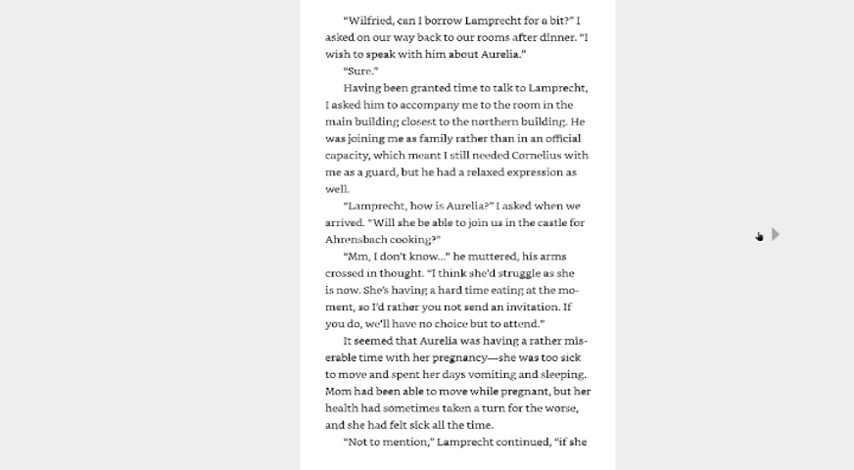 “Wilfried, can I borrow Lamprecht for a bit?” I
asked on our way back to our rooms after dinner. “I
wish to speak with him about Aurelia.”
“Sure.”
Having been granted time to talk to Lamprecht,
I asked him to accompany me to the room in the
main building closest to the northern building. He
was joining me as family rather than in an official
capacity, which meant I still needed Cornelius with
me as a guard, but he had a relaxed expression as
well.
“Lamprecht, how is Aurelia?” I asked when we
arrived. “Will she be able to join us in the castle for
Ahrensbach cooking?”
“Mm, I don’t know...” he muttered, his arms
crossed in thought. “I think she’d struggle as she
is now. She’s having a hard time eating at the mo-
ment, so I’d rather you not send an invitation. If
you do, we’ll have no choice but to attend.”
It seemed that Aurelia was having a rather mis-
erable time with her pregnancy—she was too sick
to move and spent her days vomiting and sleeping.
Mom had been able to move while pregnant, but her
health had sometimes taken a turn for the worse,
and she had felt sick all the time.
“Not to mention,” Lamprecht continued, “if she